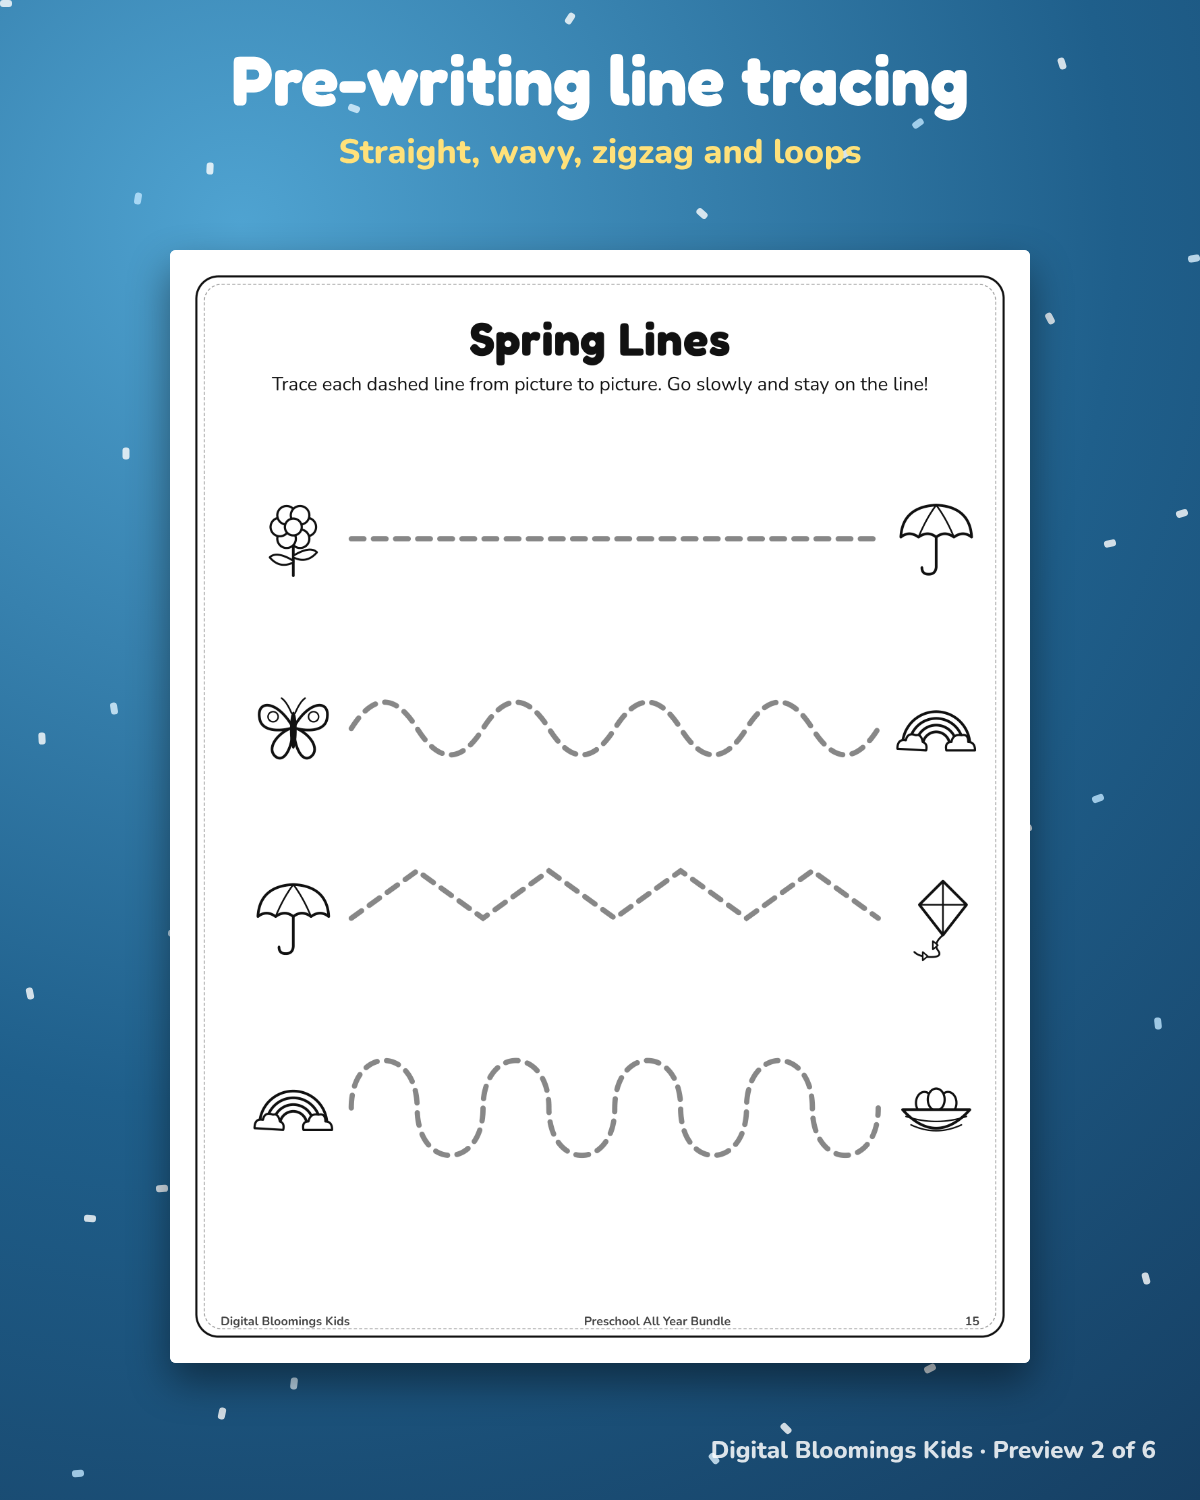 Pre-writing line tracing
Straight, wavy, zigzag and loops
Spring Lines
Trace each dashed line from picture to picture. Go slowly and stay on the line!
Digital Bloomings Kids
Preschool All Year Bundle
15
Digital Bloomings Kids · Preview 2 of 6